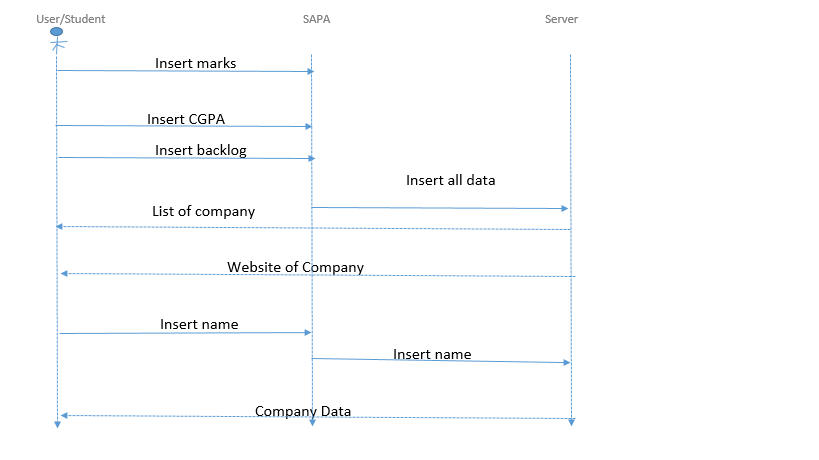 User/Student
SAPA
Server
Insert marks
Insert CGPA
Insert backlog
Insert all data
List of company
Website of Company
Insert name
Insert name
Company Data